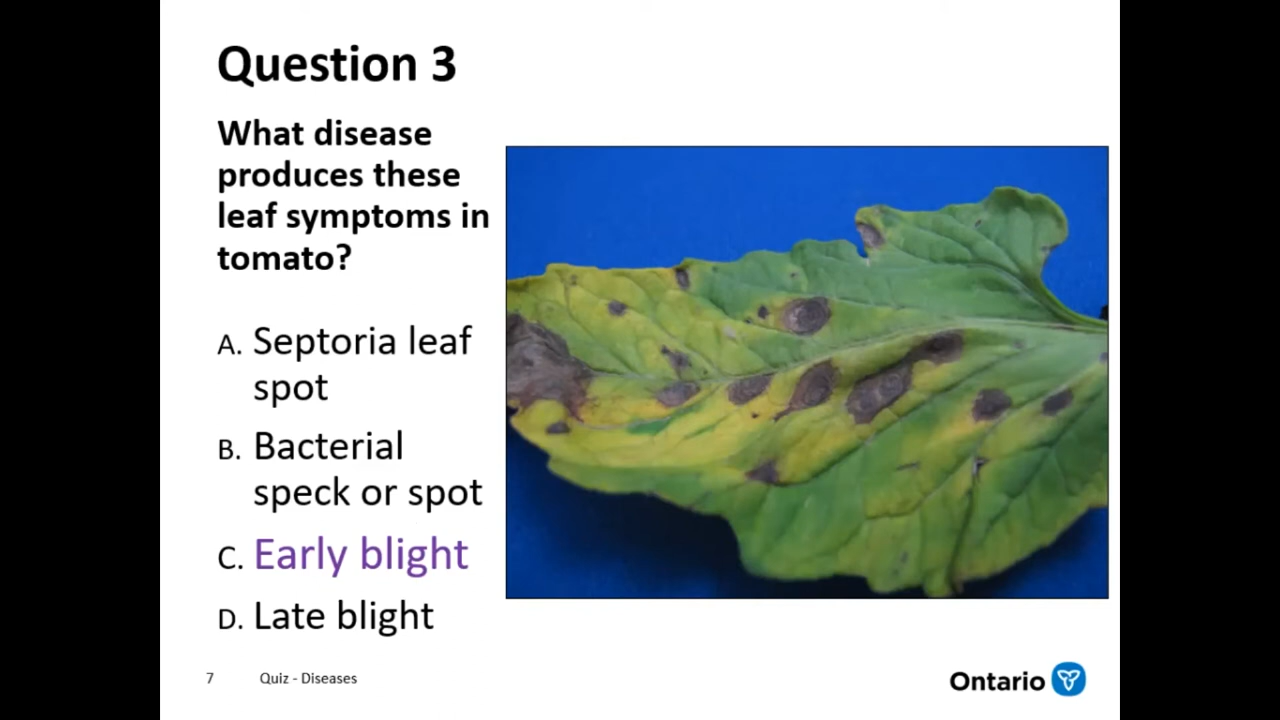 Question 3
What disease
produces these
leaf symptoms in
tomato?
A. Septoria leaf
spot
B. Bacterial
speck or spot
C. Early blight
D. Late blight
7 Quiz - Diseases
Ontario